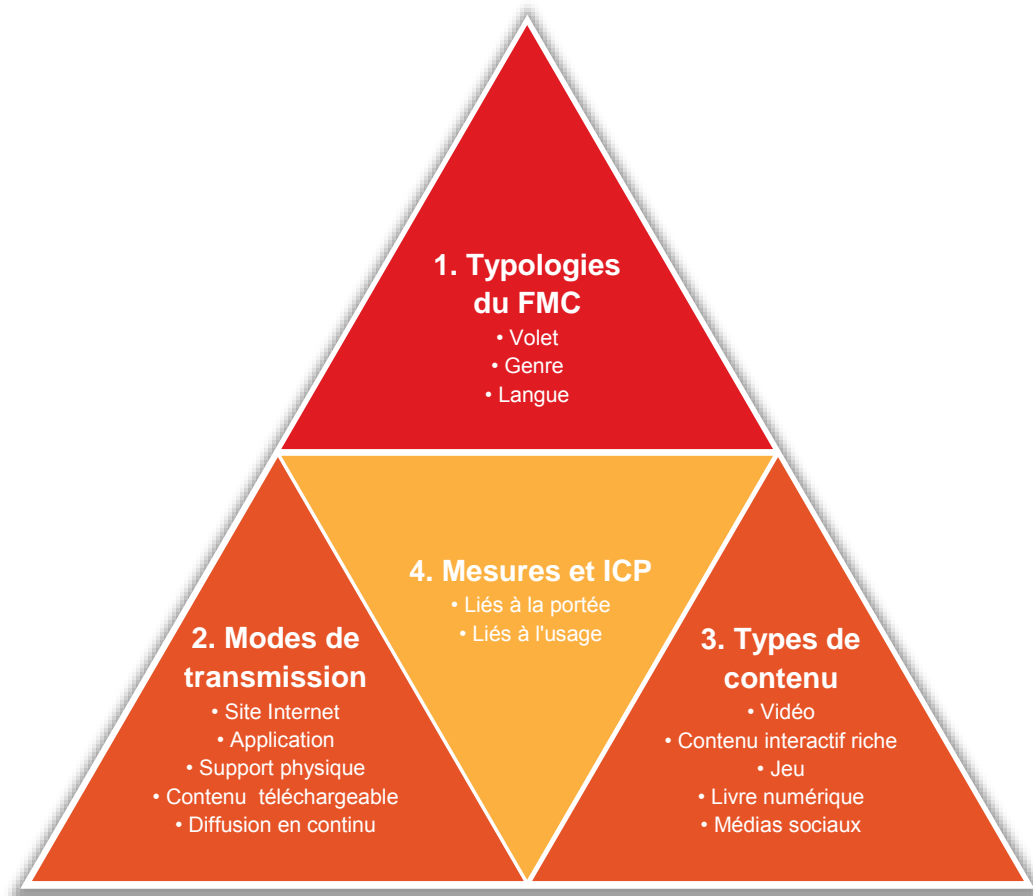 1. Typologies
du FMC
• Volet
• Genre
• Langue
4. Mesures et ICP
• Liés à la portée
• Liés à l'usage
2. Modes de
transmission
• Site Internet
• Application
• Support physique
• Contenu téléchargeable
• Diffusion en continu
3. Types de
contenu
• Vidéo
• Contenu interactif riche
• Jeu
• Livre numérique
• Médias sociaux